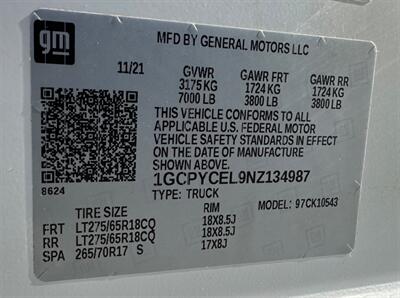 gm
MFD BY GENERAL MOTORS LLC
11/21 GVWR GAWR FRT GAWR RR
3175 KG 1724 KG 1724 KG
7000 LB 3800 LB 3800 LB
THIS VEHICLE CONFORMS TO ALL
APPLICABLE U.S. FEDERAL MOTOR
VEHICLE SAFETY STANDARDS IN EFFECT
ON THE DATE OF MANUFACTURE
SHOWN ABOVE.
8624 1GCPYCEL9NZ134987
TYPE: TRUCK MODEL: 97CK10543
TIRE SIZE RIM
FRT LT275/65R18CQ 18X8.5J
RR LT275/65R18CQ 18X8.5J
SPA 265/70R17 S 17X8J